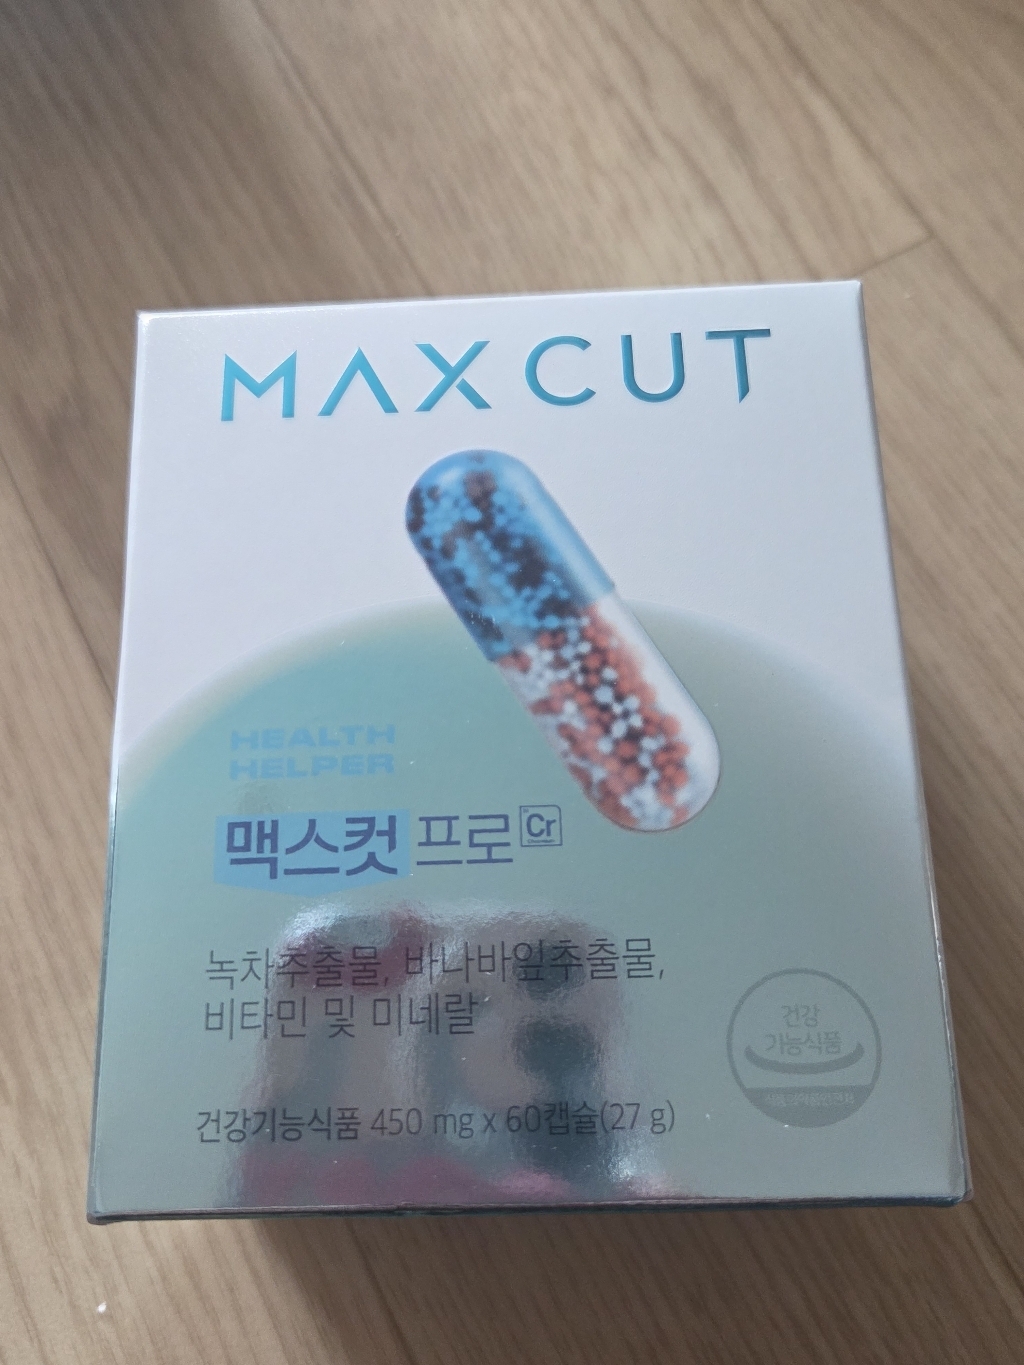 MAXCUT
HEALTH
HELPER
맥스컷 프로 Cr
녹차추출물, 바나바잎추출물,
비타민 및 미네랄
건강
기능식품
건강기능식품 450 mg x 60캡슐(27 g)